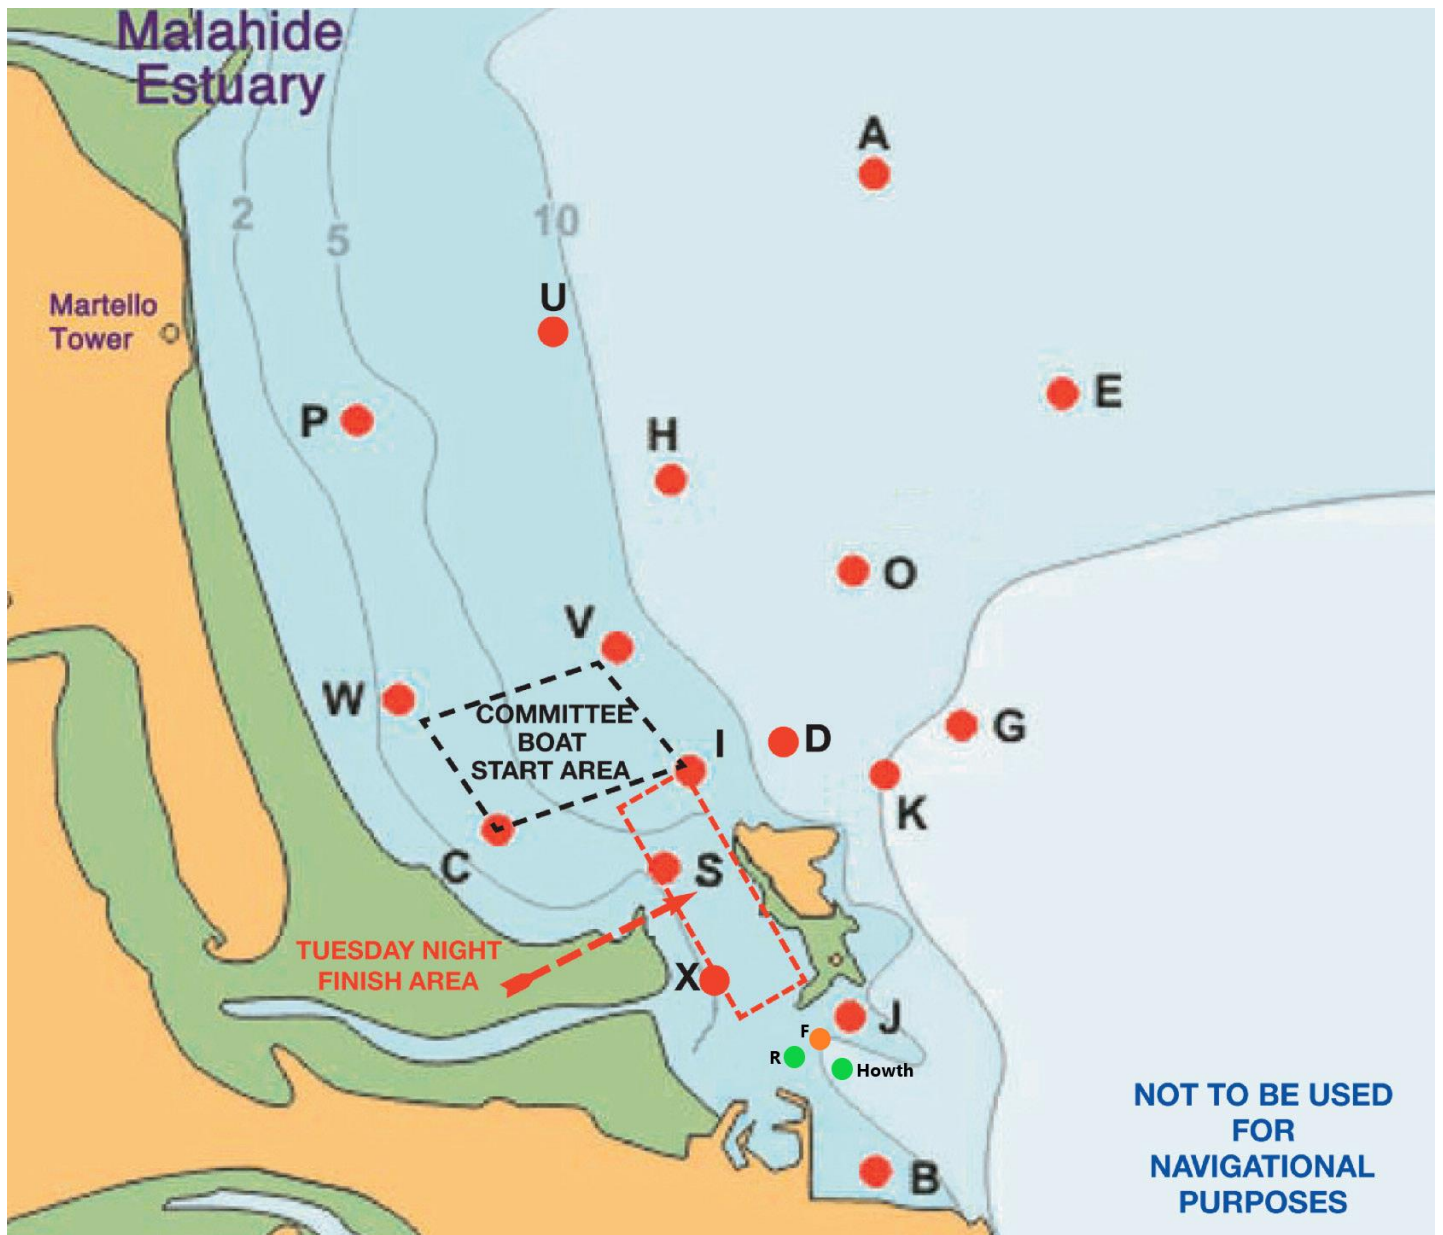 Malahide
Estuary
A
2
5
10
U
Martello
Tower
E
P
H
O
V
W
COMMITTEE
BOAT
START AREA
I
D
G
K
C
S
TUESDAY NIGHT
FINISH AREA
X
J
F
R
Howth
B
NOT TO BE USED
FOR
NAVIGATIONAL
PURPOSES